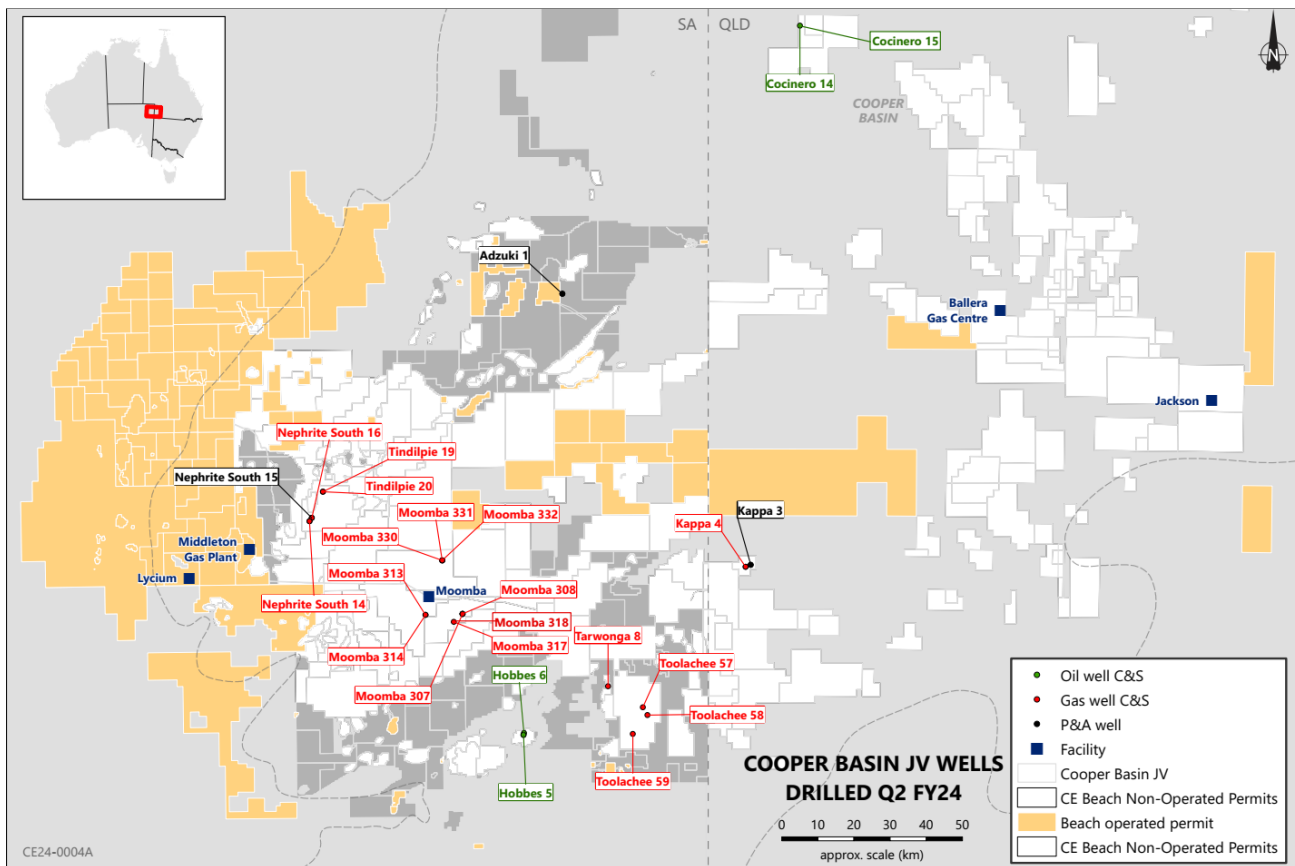 SA
QLD
Cocinero 15
Cocinero 14
N
COOPER
BASIN
Adzuki 1
Ballera
Gas Centre
Jackson
Nephrite South 16
Tindilpie 19
Nephrite South 15
Tindilpie 20
Moomba 331
Moomba 332
Kappa 3
Kappa 4
Moomba 330
Middleton
Gas Plant
Lycium
Moomba 313
Moomba
Moomba 308
Nephrite South 14
Moomba 318
Tarwonga 8
Moomba 317
Moomba 314
Toolachee 57
Hobbes 6
Moomba 307
Toolachee 58
Toolachee 59
Hobbes 5
COOPER BASIN JV WELLS
DRILLED Q2 FY24
0 10 20 30 40 50
approx. scale (km)
Oil well C&S
Gas well C&S
P&A well
Facility
Cooper Basin JV
CE Beach Non-Operated Permits
Beach operated permit
CE Beach Non-Operated Permits
CE24-0004A